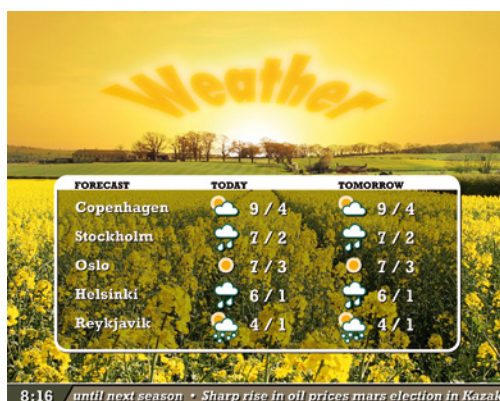 Weather
FORECAST TODAY TOMORROW
Copenhagen 9 / 4 9 / 4
Stockholm 7 / 2 7 / 2
Oslo 7 / 3 7 / 3
Helsinki 6 / 1 6 / 1
Reykjavik 4 / 1 4 / 1
8:16 until next season • Sharp rise in oil prices mars election in Kazak